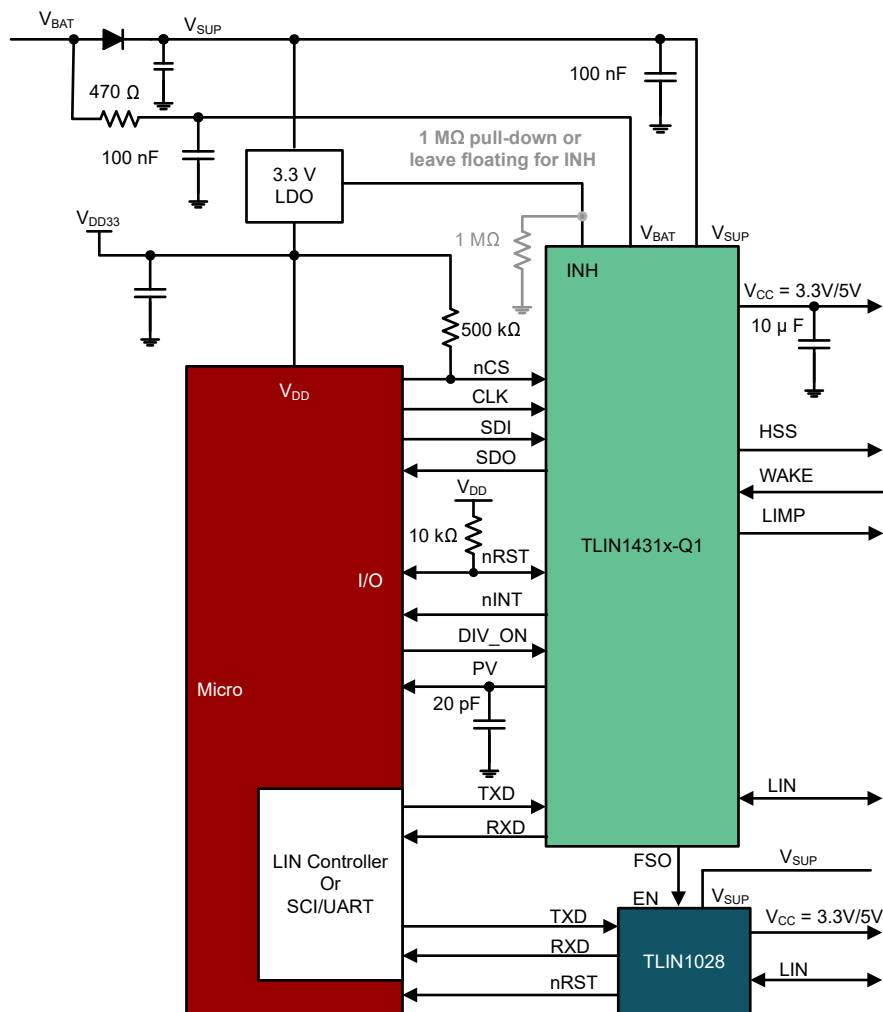 VBAT
VSUP
470 Ω
100 nF
100 nF
1 MΩ pull-down or
leave floating for INH
3.3 V
LDO
VDD33
1 MΩ
VBAT
VSUP
INH
VCC = 3.3V/5V
10 µ F
500 kΩ
nCS
VDD
CLK
SDI
HSS
SDO
WAKE
VDD
LIMP
10 kΩ
TLIN1431x-Q1
nRST
I/O
nINT
DIV_ON
PV
Micro
20 pF
TXD
LIN
RXD
LIN Controller
Or
SCI/UART
FSO
VSUP
EN
VSUP
TXD
VCC = 3.3V/5V
RXD
TLIN1028
LIN
nRST